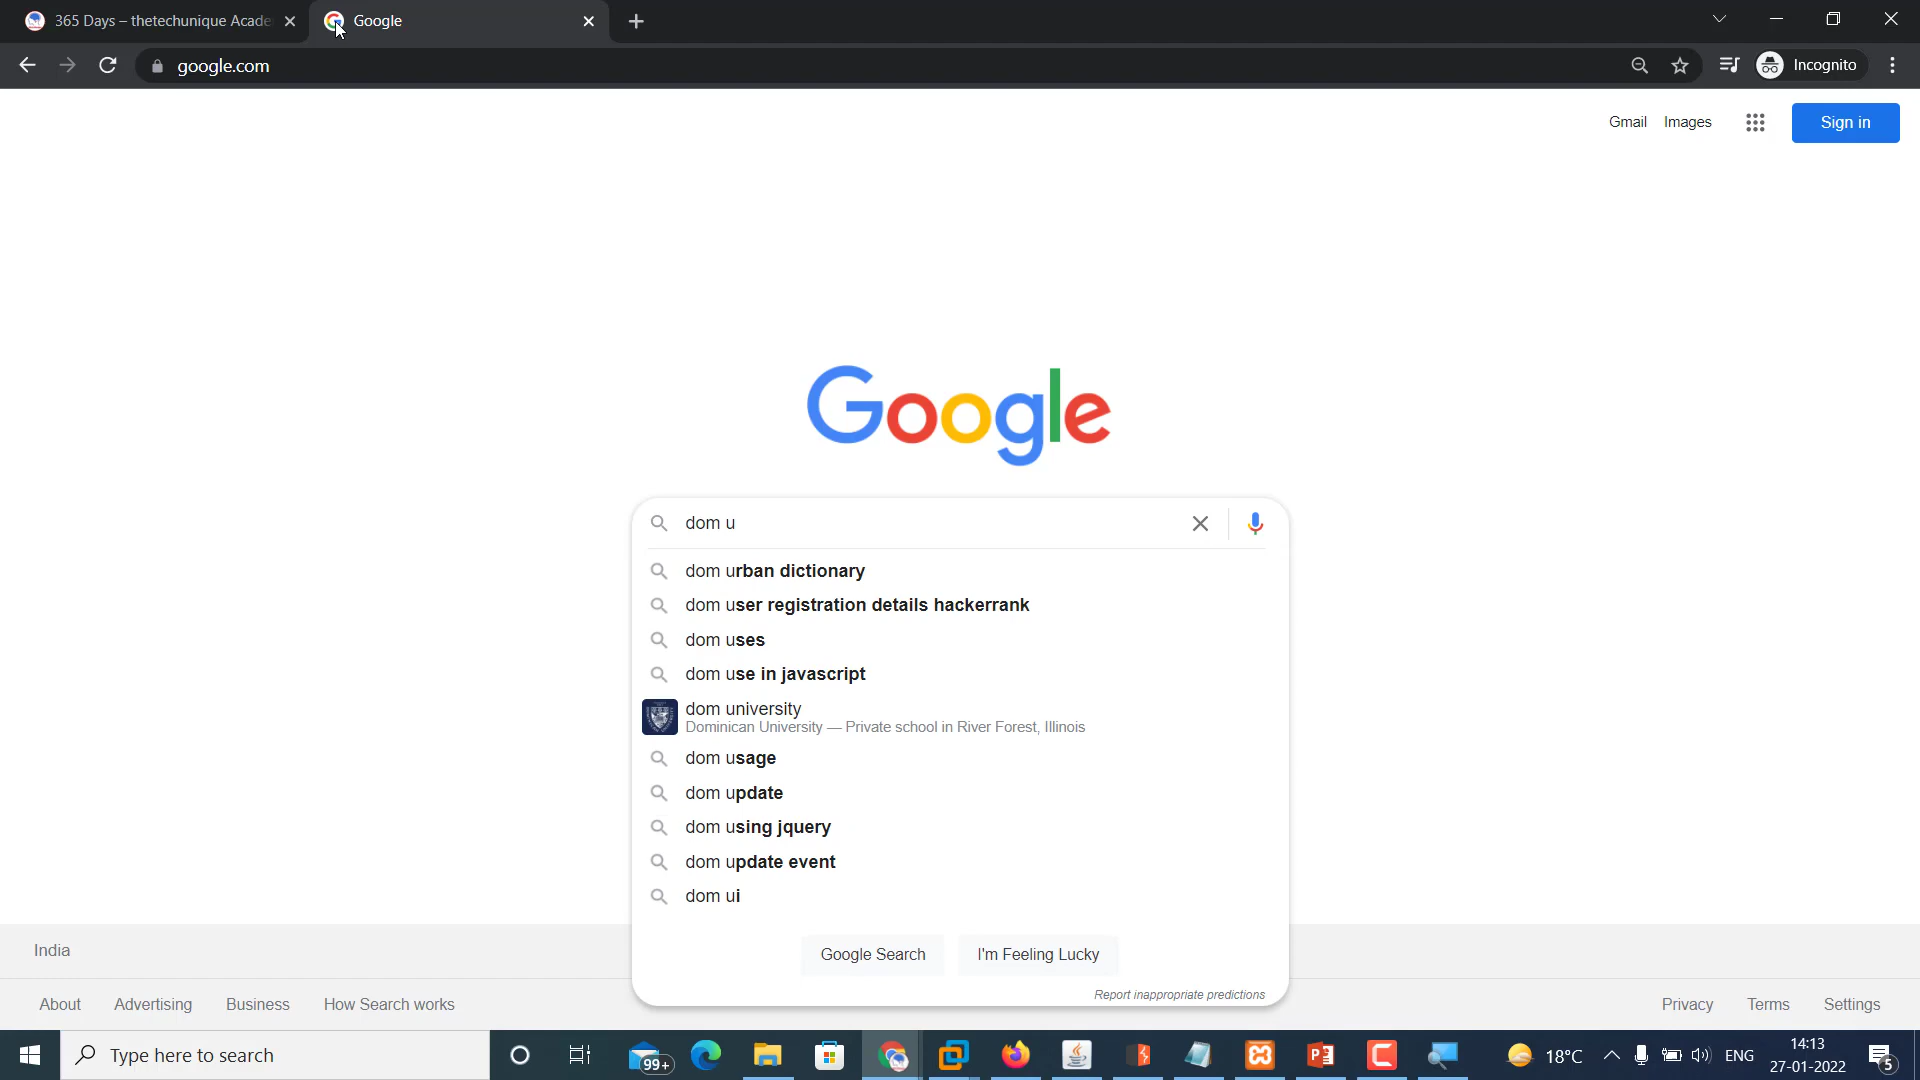 365 Days – thetechunique Acade
Google
google.com
Incognito
Gmail
Images
Sign in
Google
dom u
dom urban dictionary
dom user registration details hackerrank
dom uses
dom use in javascript
dom university
Dominican University — Private school in River Forest, Illinois
dom usage
dom update
dom using jquery
dom update event
dom ui
Google Search
I'm Feeling Lucky
Report inappropriate predictions
India
About
Advertising
Business
How Search works
Privacy
Terms
Settings
Type here to search
99+
18°C
ENG
14:13
27-01-2022
5